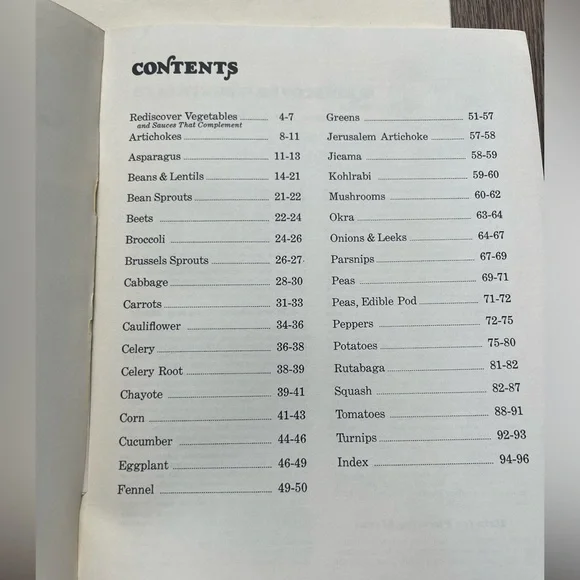 CONTENTS
Rediscover Vegetables 4-7
and Sauces That Complement
Artichokes 8-11
Asparagus 11-13
Beans & Lentils 14-21
Bean Sprouts 21-22
Beets 22-24
Broccoli 24-26
Brussels Sprouts 26-27
Cabbage 28-30
Carrots 31-33
Cauliflower 34-36
Celery 36-38
Celery Root 38-39
Chayote 39-41
Corn 41-43
Cucumber 44-46
Eggplant 46-49
Fennel 49-50
Greens 51-57
Jerusalem Artichoke 57-58
Jicama 58-59
Kohlrabi 59-60
Mushrooms 60-62
Okra 63-64
Onions & Leeks 64-67
Parsnips 67-69
Peas 69-71
Peas, Edible Pod 71-72
Peppers 72-75
Potatoes 75-80
Rutabaga 81-82
Squash 82-87
Tomatoes 88-91
Turnips 92-93
Index 94-96